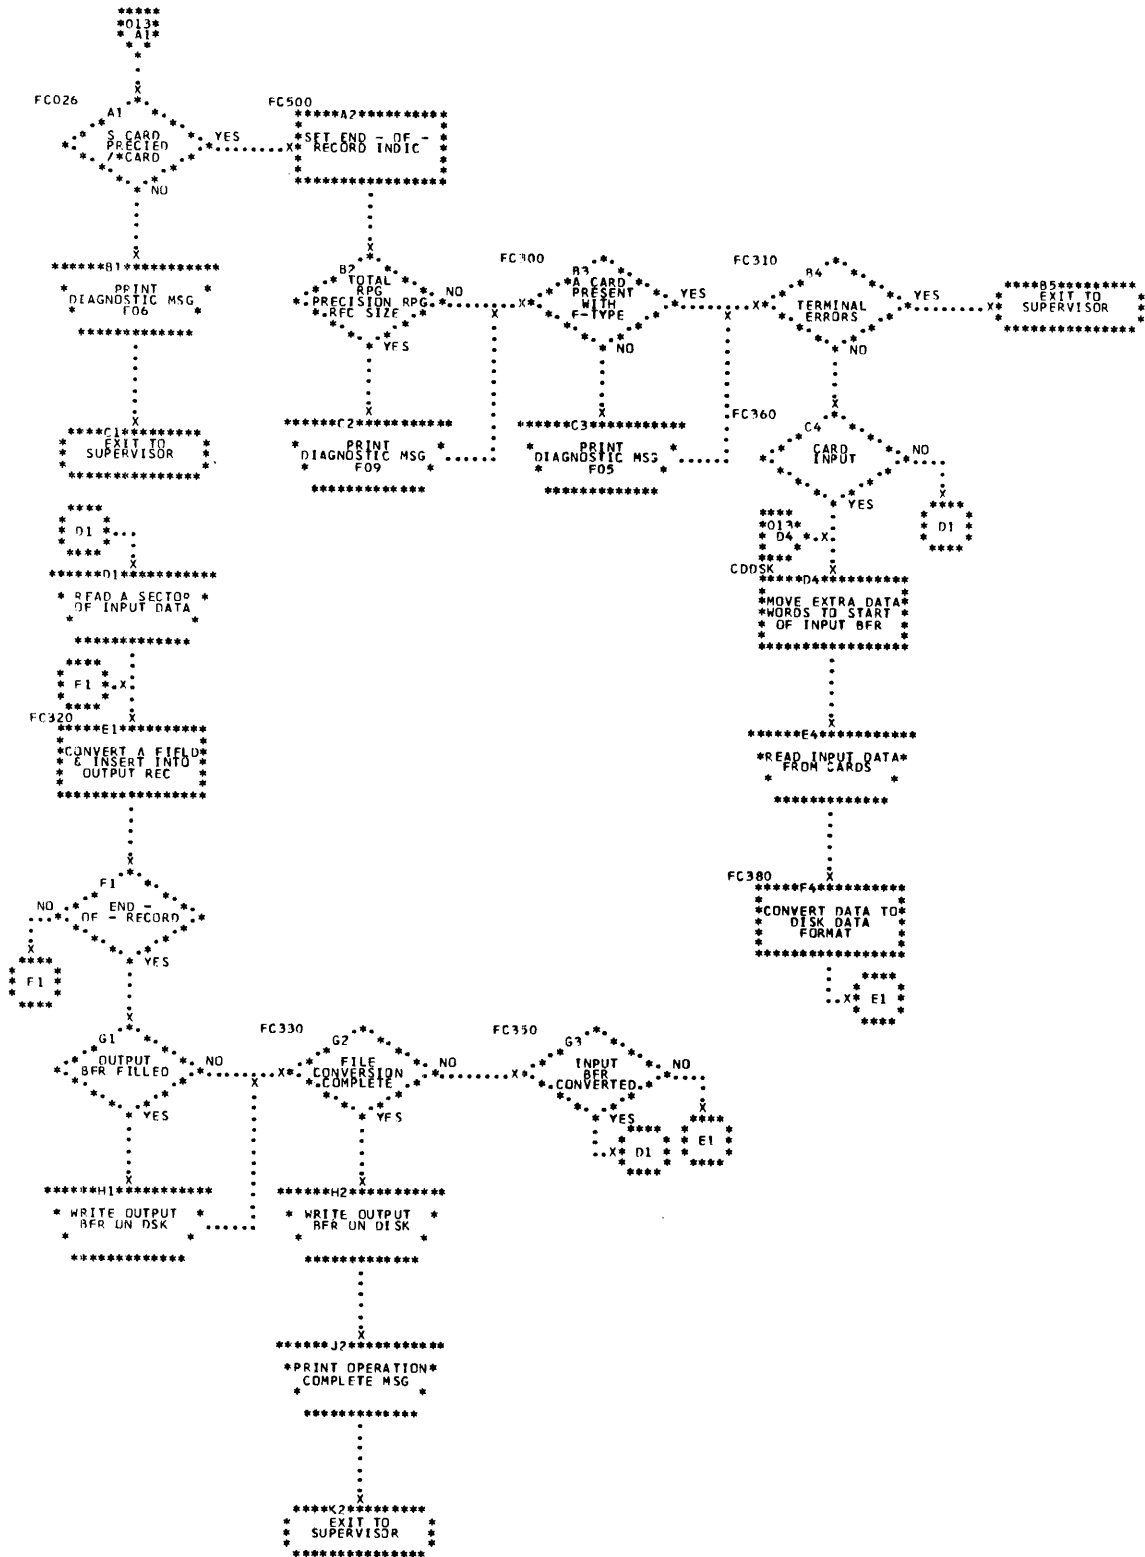 013
A1
FC026
A1
S CARD
PRECIED
/*CARD
YES
NO
FC500
A2
SET END - OF -
RECORD INDIC
B1
PRINT
DIAGNOSTIC MSG
F06
B2
TOTAL
RPG
PRECISION RPG
REC SIZE
NO
YES
FC300
B3
A CARD
PRESENT
WITH
F-TYPE
YES
NO
FC310
B4
TERMINAL
ERRORS
YES
NO
B5
EXIT TO
SUPERVISOR
C1
EXIT TO
SUPERVISOR
C2
PRINT
DIAGNOSTIC MSG
F09
C3
PRINT
DIAGNOSTIC MSG
F05
FC360
C4
CARD
INPUT
NO
YES
D1
D1
013
D4
CDDSK
D1
READ A SECTOR
OF INPUT DATA
D4
MOVE EXTRA DATA
WORDS TO START
OF INPUT BFR
F1
FC320
E1
CONVERT A FIELD
& INSERT INTO
OUTPUT REC
E4
READ INPUT DATA
FROM CARDS
F1
END -
OF - RECORD
NO
YES
F1
FC380
F4
CONVERT DATA TO
DISK DATA
FORMAT
E1
G1
OUTPUT
BFR FILLED
NO
YES
FC330
G2
FILE
CONVERSION
COMPLETE
NO
YES
FC350
G3
INPUT
BFR
CONVERTED
NO
YES
D1
E1
H1
WRITE OUTPUT
BFR ON DSK
H2
WRITE OUTPUT
BFR ON DISK
J2
PRINT OPERATION
COMPLETE MSG
K2
EXIT TO
SUPERVISOR